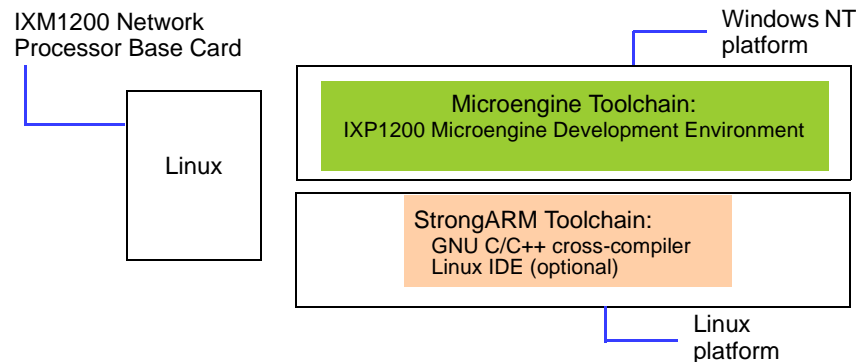 IXM1200 Network
Processor Base Card
Windows NT
platform
Linux
Microengine Toolchain:
IXP1200 Microengine Development Environment
StrongARM Toolchain:
GNU C/C++ cross-compiler
Linux IDE (optional)
Linux
platform